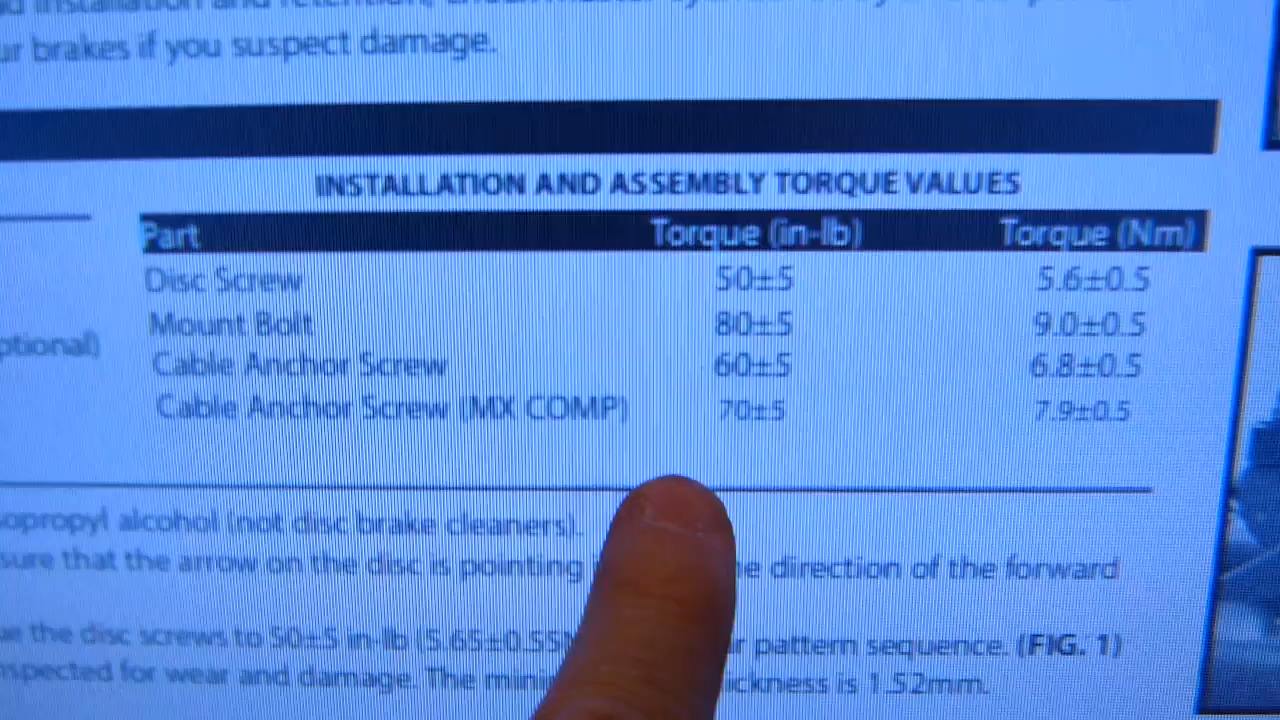 ur brakes if you suspect damage.
INSTALLATION AND ASSEMBLY TORQUE VALUES
Part Torque (in-lb) Torque (Nm)
Disc Screw 50±5 5.6±0.5
Mount Bolt 80±5 9.0±0.5
ptional)
Cable Anchor Screw 60±5 6.8±0.5
Cable Anchor Screw (MX COMP) 70±5 7.9±0.5
sopropyl alcohol (not disc brake cleaners).
sure that the arrow on the disc is pointing e direction of the forward
ue the disc screws to 50±5 in-lb (5.65±0.55N r pattern sequence. (FIG. 1)
nspected for wear and damage. The mini ickness is 1.52mm.